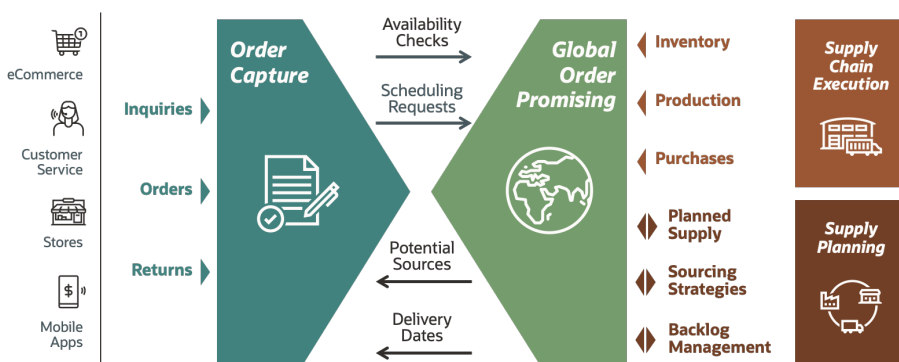 1
eCommerce
Customer
Service
Stores
$
Mobile
Apps
Inquiries
Orders
Returns
Order
Capture
Availability
Checks
Scheduling
Requests
Potential
Sources
Delivery
Dates
Global
Order
Promising
Inventory
Production
Purchases
Planned
Supply
Sourcing
Strategies
Backlog
Management
Supply
Chain
Execution
Supply
Planning